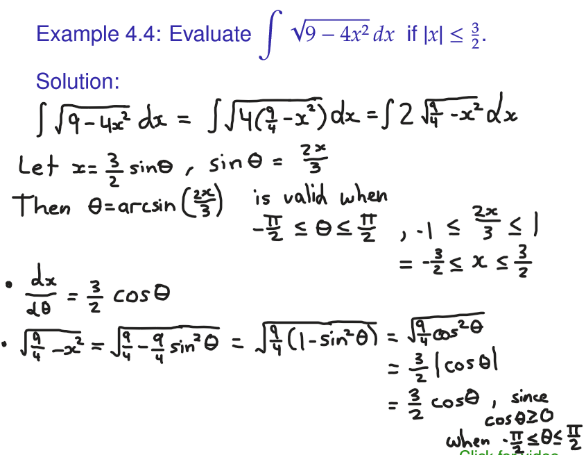 Example 4.4: Evaluate ∫ √(9 − 4x²) dx if |x| ≤ 3/2.
Solution:
∫ √(9-4x²) dx = ∫ √(4(9/4 - x²)) dx = ∫ 2 √(9/4 - x²) dx
Let x = 3/2 sinθ , sinθ = 2x/3
Then θ = arcsin(2x/3) is valid when
-π/2 ≤ θ ≤ π/2 , -1 ≤ 2x/3 ≤ 1
= -3/2 ≤ x ≤ 3/2
• dx/dθ = 3/2 cosθ
• √(9/4 - x²) = √(9/4 - 9/4 sin²θ) = √(9/4 (1-sin²θ)) = √(9/4 cos²θ)
= 3/2 |cosθ|
= 3/2 cosθ , since
cosθ≥0
when -π/2 ≤θ≤ π/2
Click for video